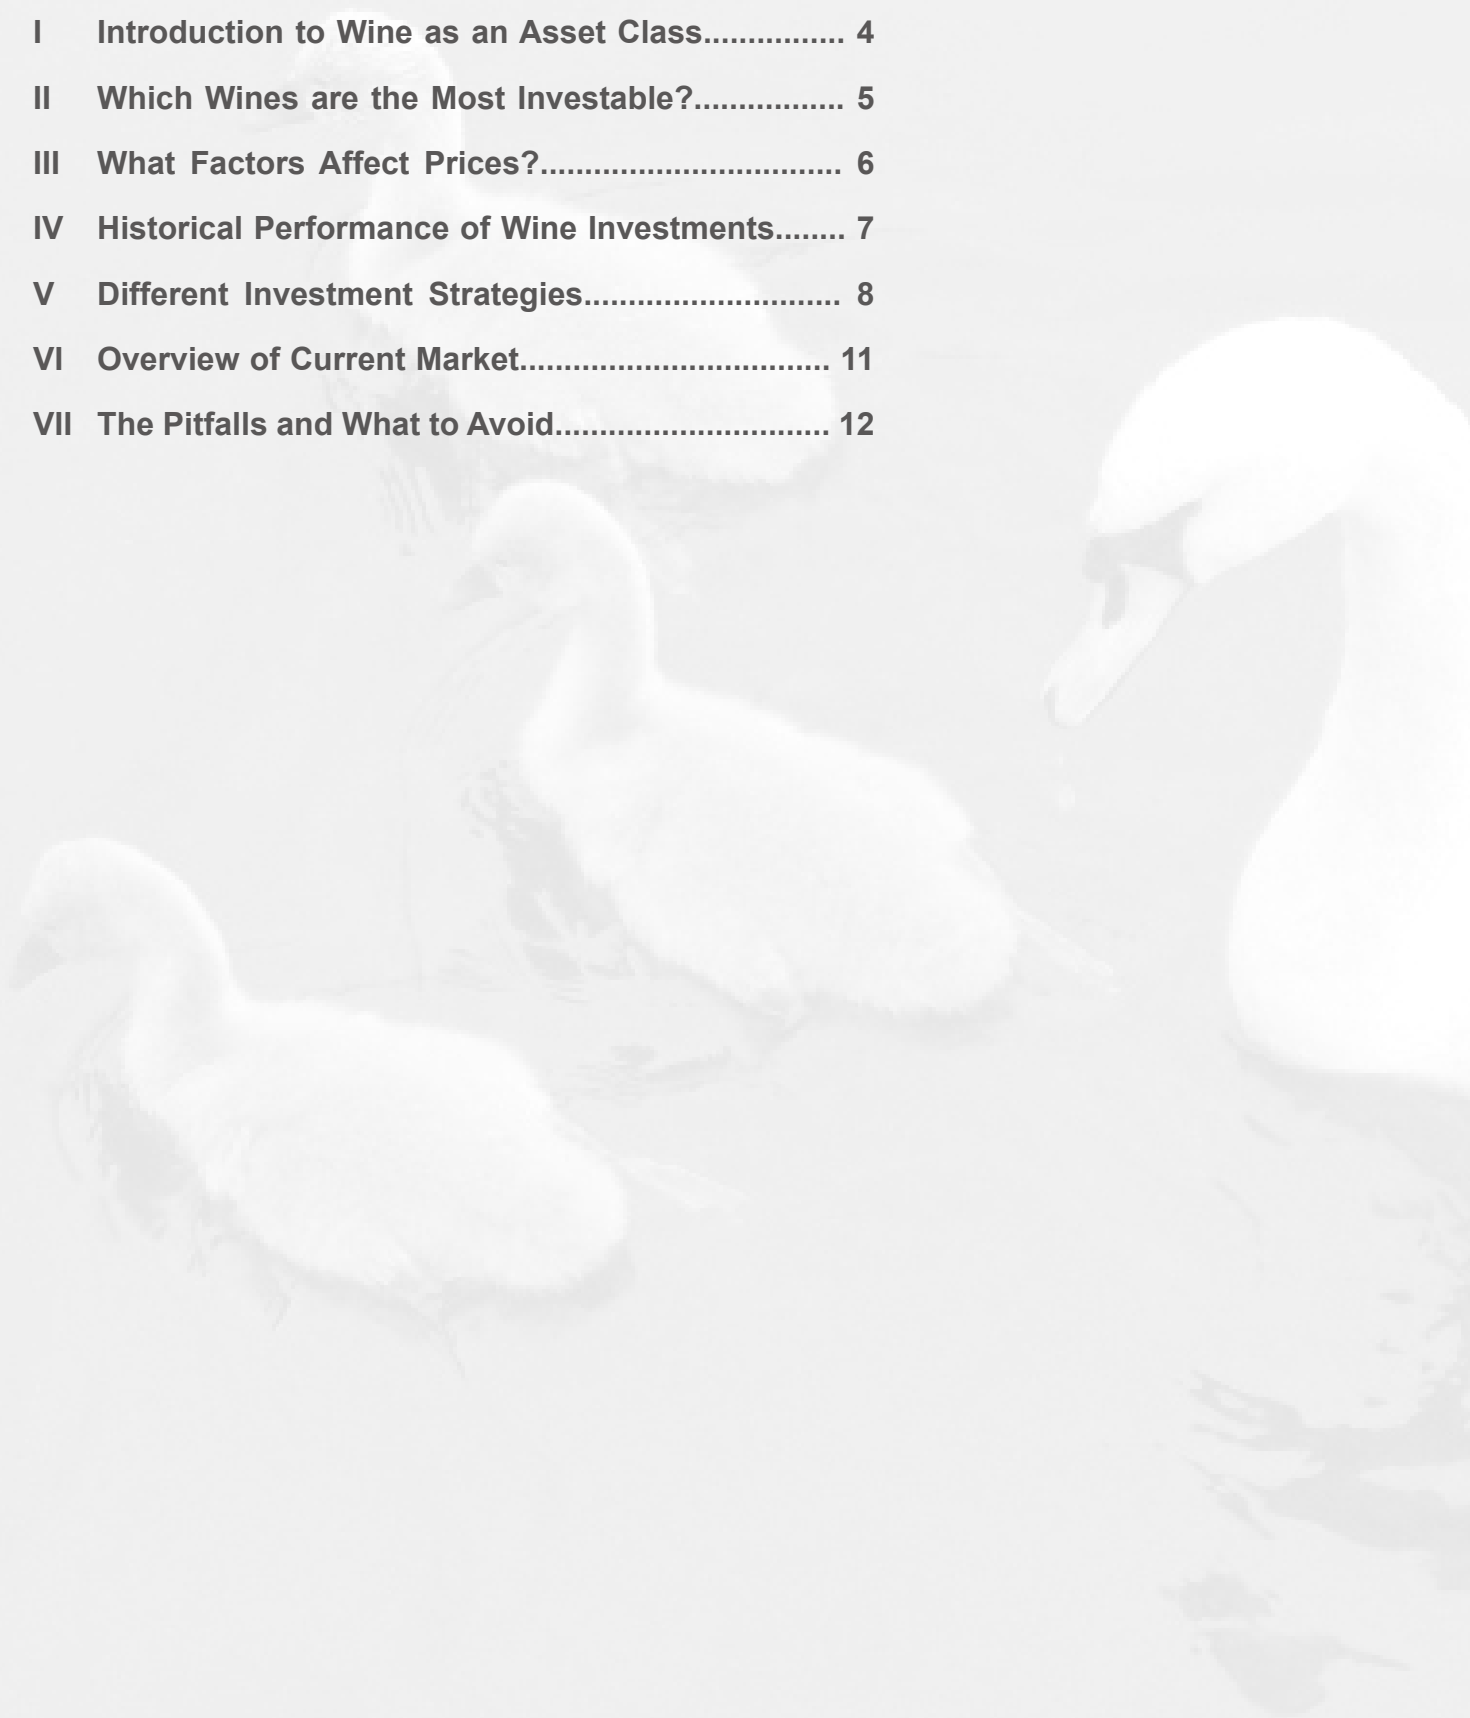 I Introduction to Wine as an Asset Class................ 4
II Which Wines are the Most Investable?................. 5
III What Factors Affect Prices?.................................. 6
IV Historical Performance of Wine Investments........ 7
V Different Investment Strategies............................. 8
VI Overview of Current Market................................... 11
VII The Pitfalls and What to Avoid............................... 12